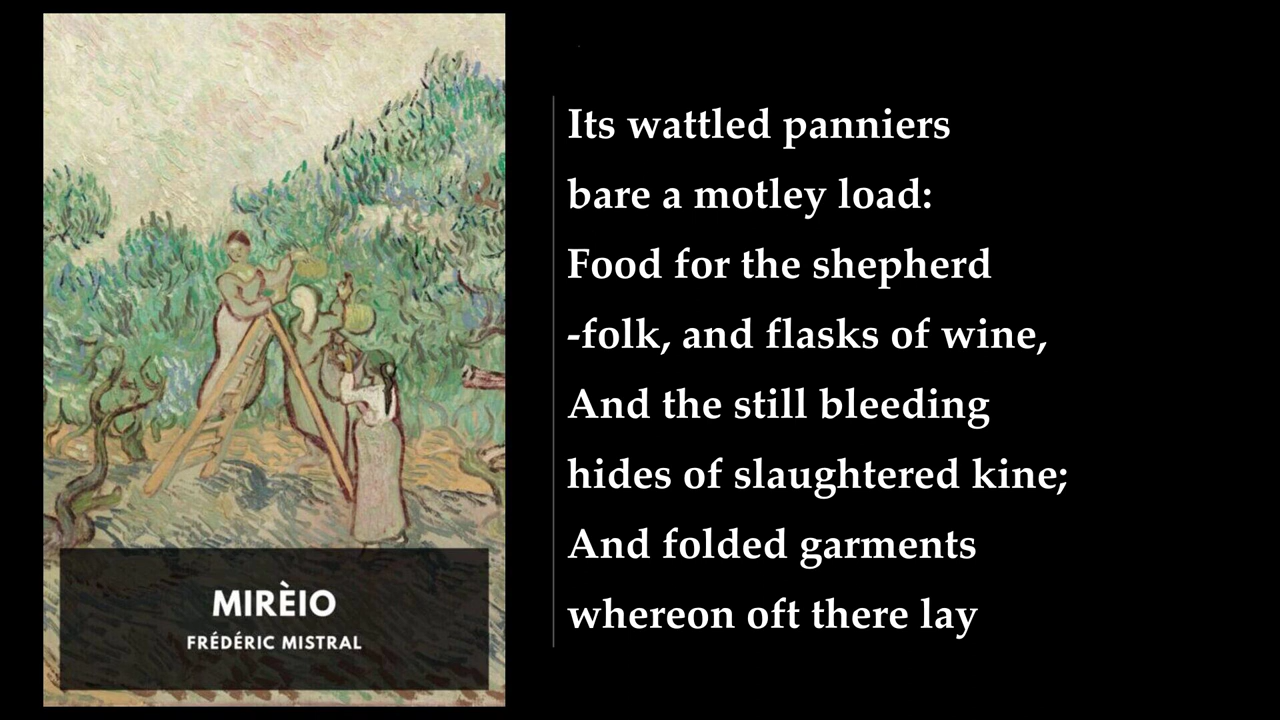 MIRÈIO
FRÉDÉRIC MISTRAL
Its wattled panniers
bare a motley load:
Food for the shepherd
-folk, and flasks of wine,
And the still bleeding
hides of slaughtered kine;
And folded garments
whereon oft there lay